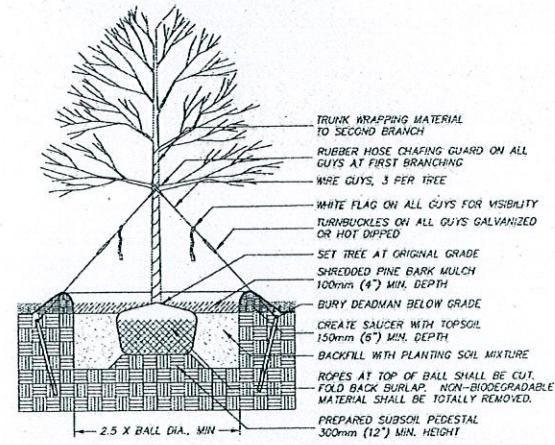 TRUNK WRAPPING MATERIAL
TO SECOND BRANCH
RUBBER HOSE CHAFING GUARD ON ALL
GUYS AT FIRST BRANCHING
WIRE GUYS, 3 PER TREE
WHITE FLAG ON ALL GUYS FOR VISIBILITY
TURNBUCKLES ON ALL GUYS GALVANIZED
OR HOT DIPPED
SET TREE AT ORIGINAL GRADE
SHREDDED PINE BARK MULCH
100mm (4") MIN. DEPTH
BURY DEADMAN BELOW GRADE
CREATE SAUCER WITH TOPSOIL
150mm (6") MIN. DEPTH
BACKFILL WITH PLANTING SOIL MIXTURE
ROPES AT TOP OF BALL SHALL BE CUT.
FOLD BACK BURLAP. NON-BIODEGRADABLE
MATERIAL SHALL BE TOTALLY REMOVED.
PREPARED SUBSOIL PEDESTAL
300mm (12") MIN. HEIGHT
2.5 X BALL DIA., MIN